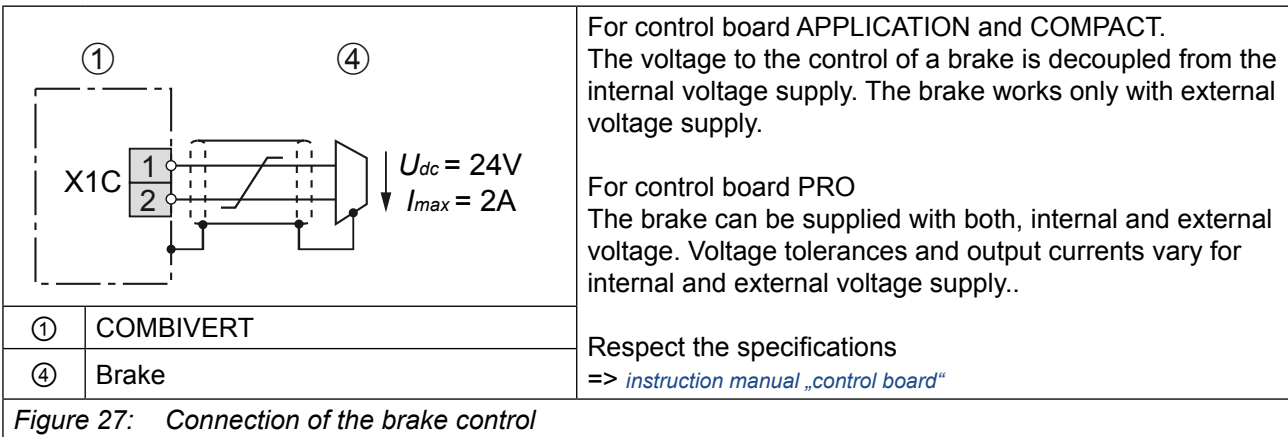 ① ④
X1C
1
2
Udc = 24V
Imax = 2A
① COMBIVERT
④ Brake
For control board APPLICATION and COMPACT.
The voltage to the control of a brake is decoupled from the
internal voltage supply. The brake works only with external
voltage supply.
For control board PRO
The brake can be supplied with both, internal and external
voltage. Voltage tolerances and output currents vary for
internal and external voltage supply..
Respect the specifications
=> instruction manual „control board“
Figure 27: Connection of the brake control